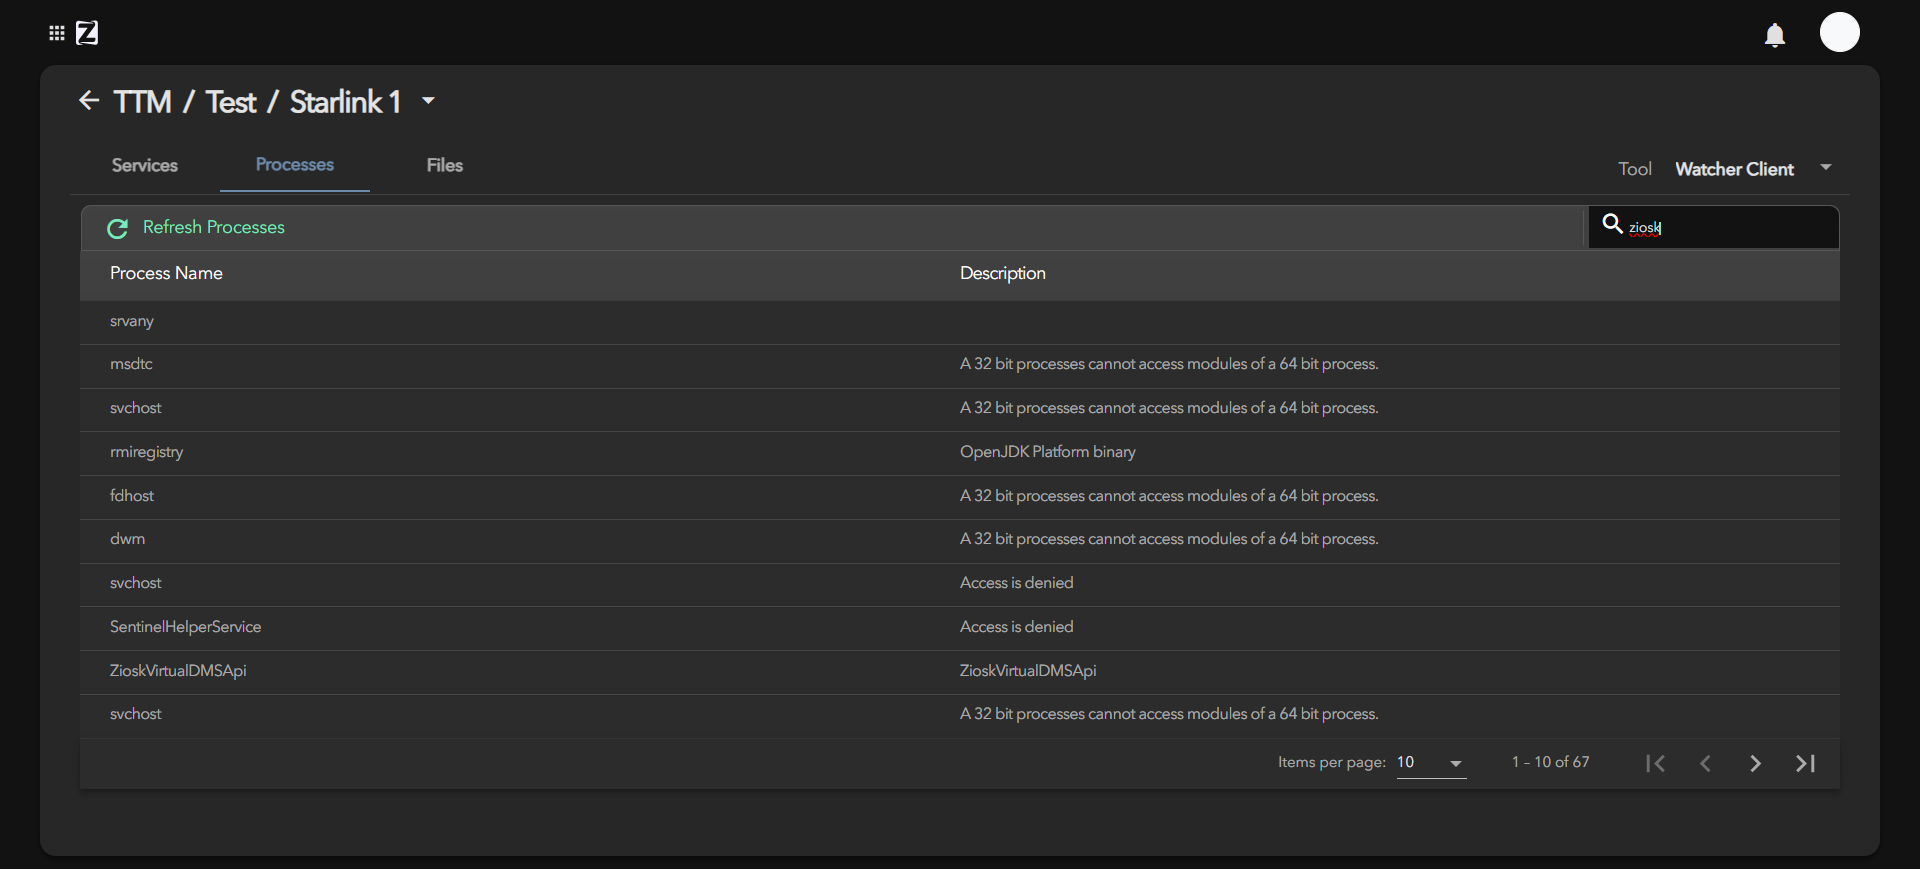 Z
TTM / Test / Starlink 1
Services Processes Files Tool Watcher Client
Refresh Processes ziosk
Process Name Description
srvany
msdtc A 32 bit processes cannot access modules of a 64 bit process.
svchost A 32 bit processes cannot access modules of a 64 bit process.
rmiregistry OpenJDK Platform binary
fdhost A 32 bit processes cannot access modules of a 64 bit process.
dwm A 32 bit processes cannot access modules of a 64 bit process.
svchost Access is denied
SentinelHelperService Access is denied
ZioskVirtualDMSApi ZioskVirtualDMSApi
svchost A 32 bit processes cannot access modules of a 64 bit process.
Items per page: 10 1 – 10 of 67